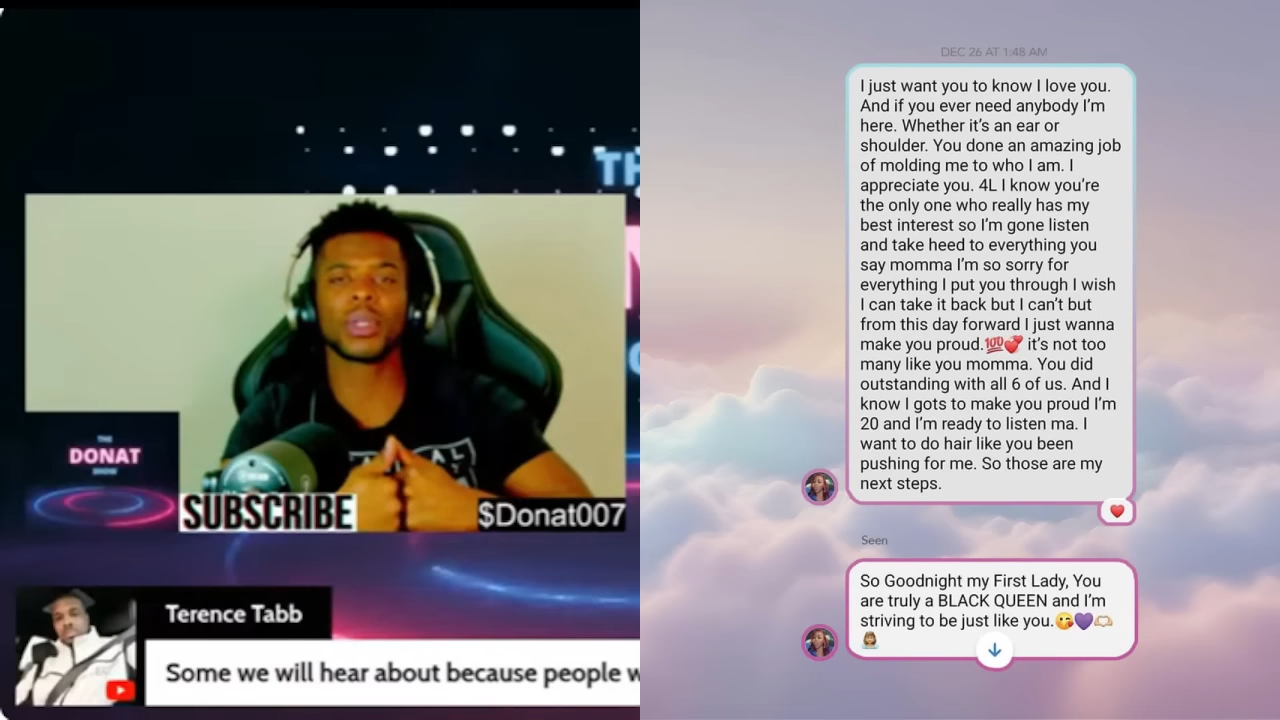 TH
THE
DONAT
SHOW
SUBSCRIBE
$Donat007
Terence Tabb
Some we will hear about because people w
DEC 26 AT 1:48 AM
I just want you to know I love you.
And if you ever need anybody I’m
here. Whether it’s an ear or
shoulder. You done an amazing job
of molding me to who I am. I
appreciate you. 4L I know you’re
the only one who really has my
best interest so I’m gone listen
and take heed to everything you
say momma I’m so sorry for
everything I put you through I wish
I can take it back but I can’t but
from this day forward I just wanna
make you proud.💯💕 it’s not too
many like you momma. You did
outstanding with all 6 of us. And I
know I gots to make you proud I’m
20 and I’m ready to listen ma. I
want to do hair like you been
pushing for me. So those are my
next steps.
Seen
So Goodnight my First Lady, You
are truly a BLACK QUEEN and I’m
striving to be just like you.😘💜🫶🏼